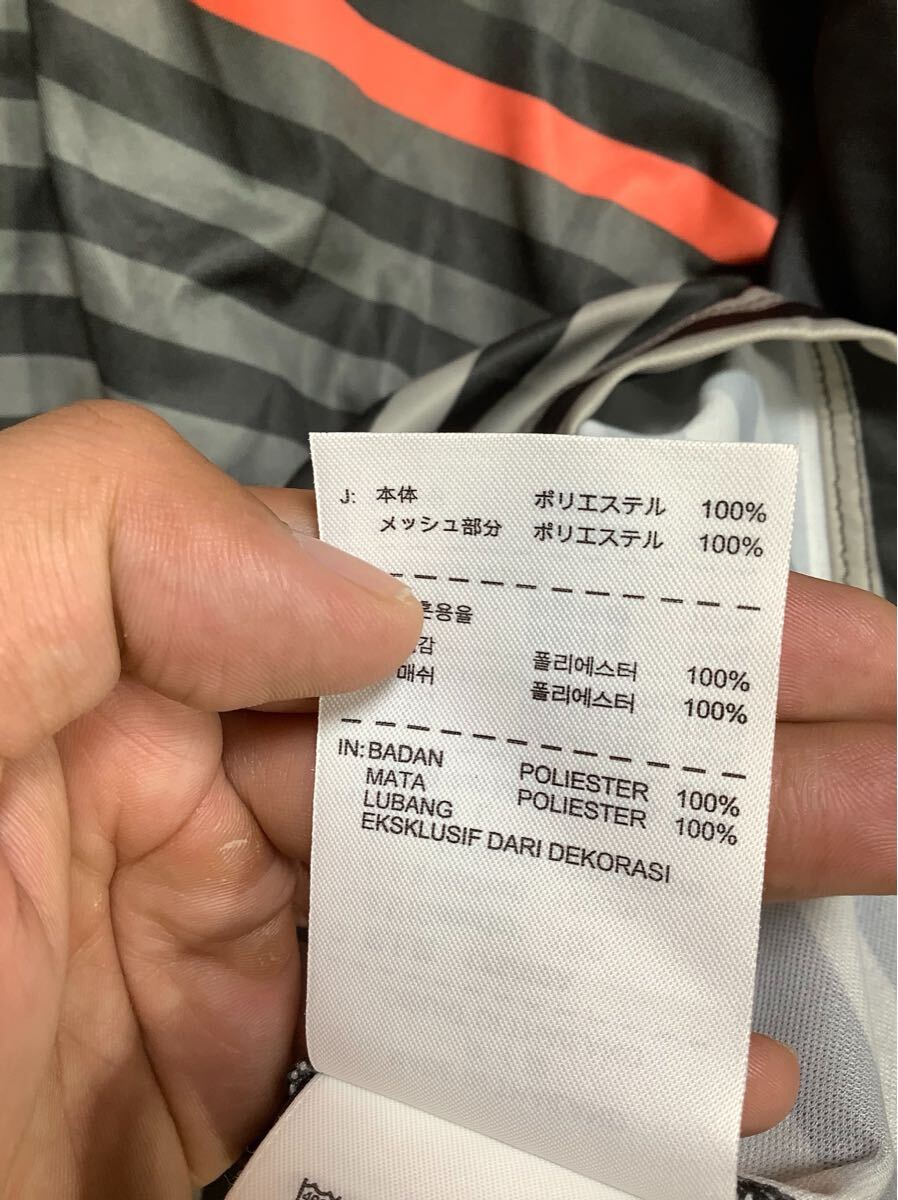 J: 本体 ポリエステル 100%
メッシュ部分 ポリエステル 100%
혼용율
감 폴리에스터 100%
매쉬 폴리에스터 100%
IN: BADAN POLIESTER 100%
MATA POLIESTER 100%
LUBANG
EKSKLUSIF DARI DEKORASI